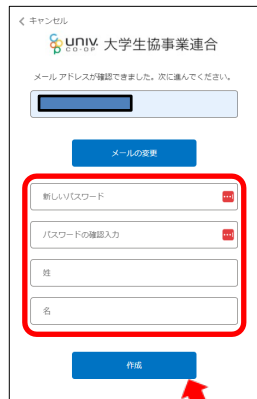 < キャンセル
univ. 大学生協事業連合
CO-OP
メール アドレスが確認できました。次に進んでください。
メールの変更
新しいパスワード
パスワードの確認入力
姓
名
作成